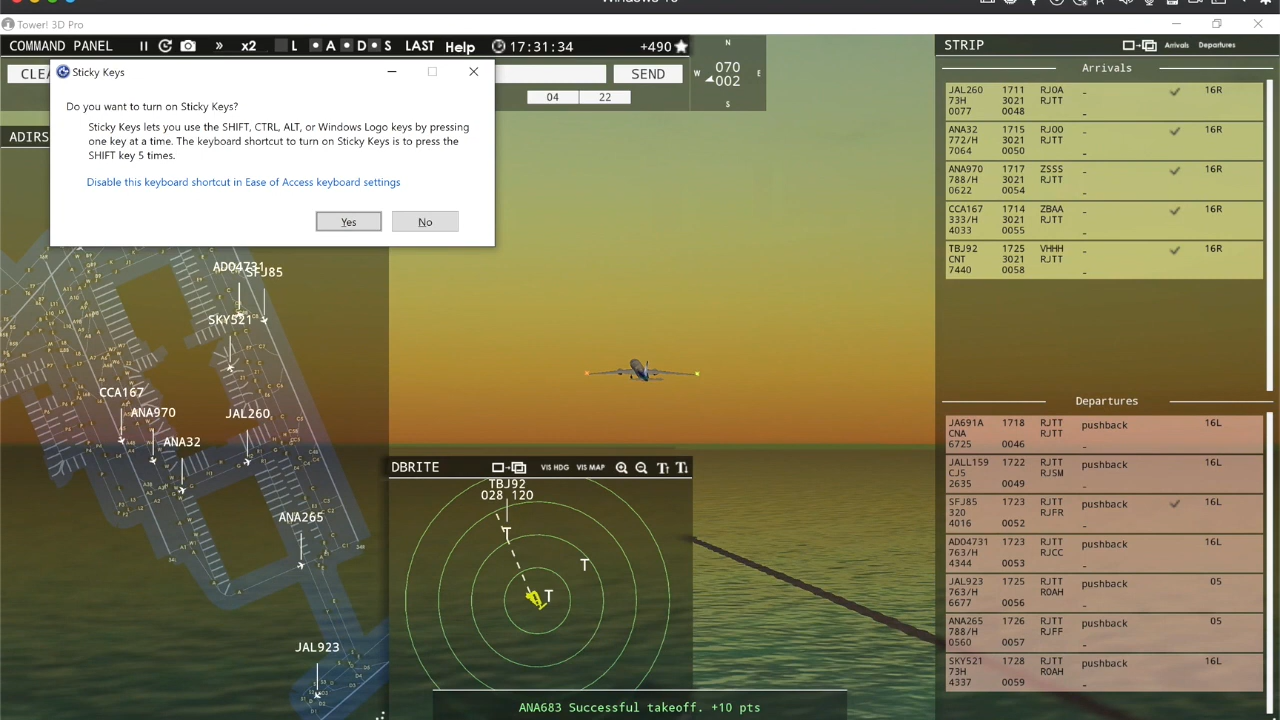 Tower! 3D Pro
COMMAND PANEL
x2
L A D S
LAST
Help
17:31:34
+490
CLEA
SEND
04
22
N
W
E
S
070
002
Sticky Keys
Do you want to turn on Sticky Keys?
Sticky Keys lets you use the SHIFT, CTRL, ALT, or Windows Logo keys by pressing
one key at a time. The keyboard shortcut to turn on Sticky Keys is to press the
SHIFT key 5 times.
Disable this keyboard shortcut in Ease of Access keyboard settings
Yes
No
ADIRS
ADO4731
SFJ85
SKY521
CCA167
ANA970
ANA32
JAL260
ANA265
JAL923
DBRITE
VIS HDG
VIS MAP
TBJ92
028 120
T
T
T
ANA683 Successful takeoff. +10 pts
STRIP
Arrivals
Departures
Arrivals
JAL260 1711 RJOA - 16R
73H 3021 RJTT
0077 0048 -
ANA32 1715 RJOO - 16R
772/H 3021 RJTT
7064 0050 -
ANA970 1717 ZSSS - 16R
788/H 3021 RJTT
0622 0054 -
CCA167 1714 ZBAA - 16R
333/H 3021 RJTT
4033 0055 -
TBJ92 1725 VHHH - 16R
CNT 3021 RJTT
7440 0058 -
Departures
JA691A 1718 RJTT pushback 16L
CNA RJTT
6725 0046 -
JALL159 1722 RJTT pushback 16L
CJ5 RJSM
2635 0049 -
SFJ85 1723 RJTT pushback 16L
320 RJFR
4016 0052 -
ADO4731 1723 RJTT pushback 16L
763/H RJCC
4344 0053 -
JAL923 1725 RJTT pushback 05
763/H ROAH
6677 0056 -
ANA265 1726 RJTT pushback 05
788/H RJFF
0560 0057 -
SKY521 1728 RJTT pushback 16L
73H ROAH
4337 0059 -